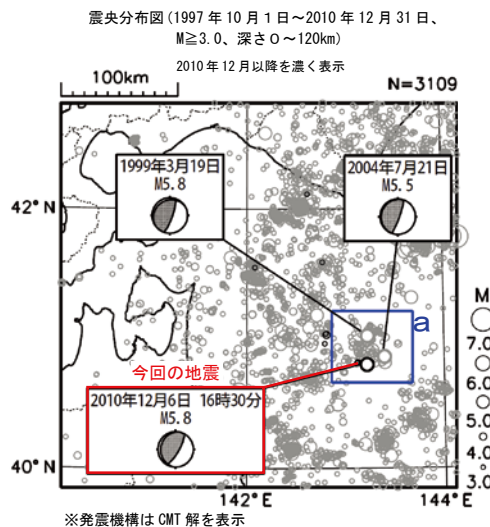 震央分布図(1997年10月1日~2010年12月31日、
M≧3.0、深さ0~120km)
2010年12月以降を濃く表示
100km
N=3109
1999年3月19日
M5.8
2004年7月21日
M5.5
42°N
a
M
7.0
6.0
5.0
4.0
3.0
今回の地震
2010年12月6日 16時30分
M5.8
40°N
142°E
144°E
※発震機構はCMT解を表示